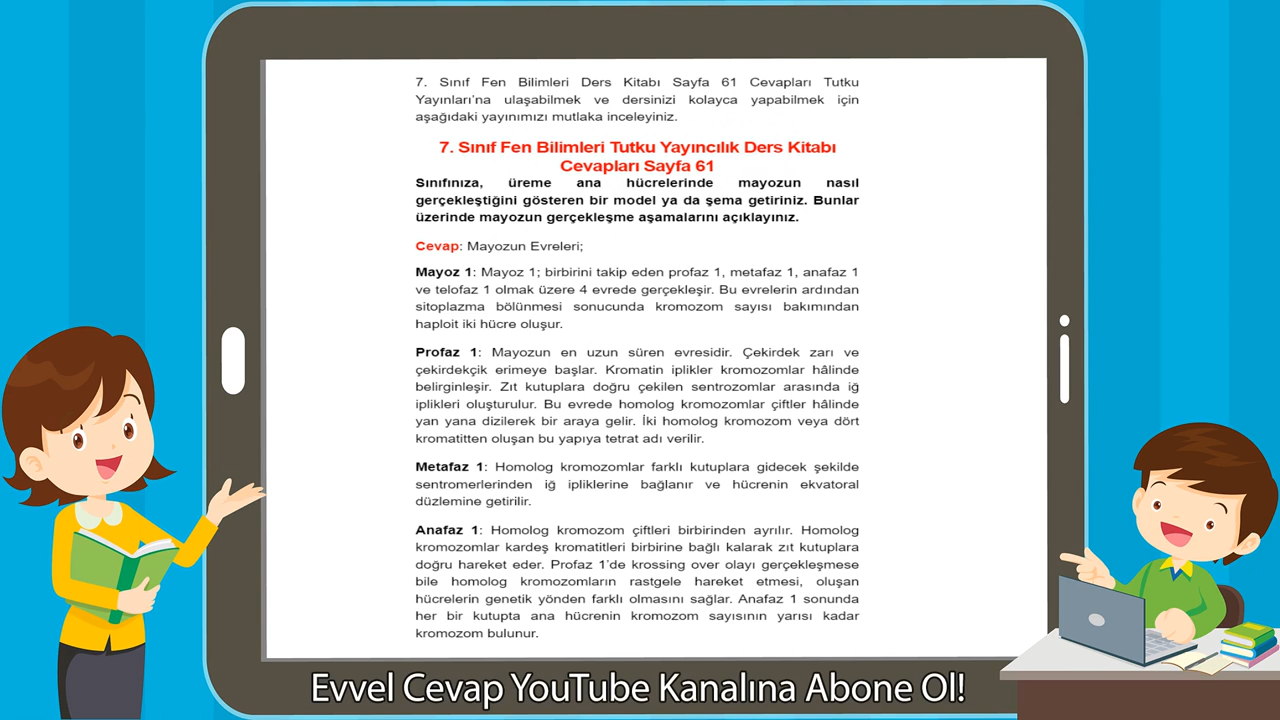 7. Sınıf Fen Bilimleri Ders Kitabı Sayfa 61 Cevapları Tutku
Yayınları'na ulaşabilmek ve dersinizi kolayca yapabilmek için
aşağıdaki yayınımızı mutlaka inceleyiniz.
7. Sınıf Fen Bilimleri Tutku Yayıncılık Ders Kitabı
Cevapları Sayfa 61
Sınıfınıza, üreme ana hücrelerinde mayozun nasıl
gerçekleştiğini gösteren bir model ya da şema getiriniz. Bunlar
üzerinde mayozun gerçekleşme aşamalarını açıklayınız.
Cevap: Mayozun Evreleri;
Mayoz 1: Mayoz 1; birbirini takip eden profaz 1, metafaz 1, anafaz 1
ve telofaz 1 olmak üzere 4 evrede gerçekleşir. Bu evrelerin ardından
sitoplazma bölünmesi sonucunda kromozom sayısı bakımından
haploit iki hücre oluşur.
Profaz 1: Mayozun en uzun süren evresidir. Çekirdek zarı ve
çekirdekçik erimeye başlar. Kromatin iplikler kromozomlar hâlinde
belirginleşir. Zıt kutuplara doğru çekilen sentrozomlar arasında iğ
iplikleri oluşturulur. Bu evrede homolog kromozomlar çiftler hâlinde
yan yana dizilerek bir araya gelir. İki homolog kromozom veya dört
kromatitten oluşan bu yapıya tetrat adı verilir.
Metafaz 1: Homolog kromozomlar farklı kutuplara gidecek şekilde
sentromerlerinden iğ ipliklerine bağlanır ve hücrenin ekvatoral
düzlemine getirilir.
Anafaz 1: Homolog kromozom çiftleri birbirinden ayrılır. Homolog
kromozomlar kardeş kromatitleri birbirine bağlı kalarak zıt kutuplara
doğru hareket eder. Profaz 1'de krossing over olayı gerçekleşmese
bile homolog kromozomların rastgele hareket etmesi, oluşan
hücrelerin genetik yönden farklı olmasını sağlar. Anafaz 1 sonunda
her bir kutupta ana hücrenin kromozom sayısının yarısı kadar
kromozom bulunur.
Evvel Cevap YouTube Kanalına Abone Ol!